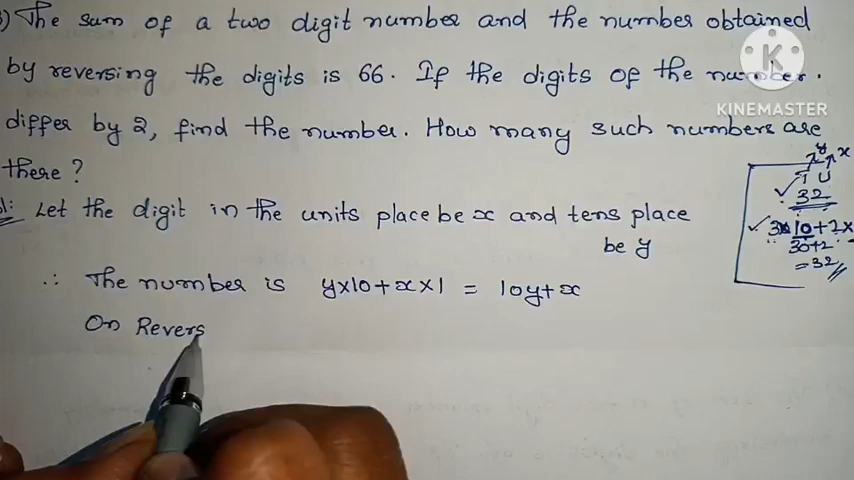 ) The sum of a two digit number and the number obtained
by reversing the digits is 66. If the digits of the number.
differ by 2, find the number. How many such numbers are
there?
Let the digit in the units place be x and tens place
be y
∴ The number is y×10+x×1 = 10y+x
On Revers
y x
T U
32
3×10+2×
30+2
=32
K
KINEMASTER